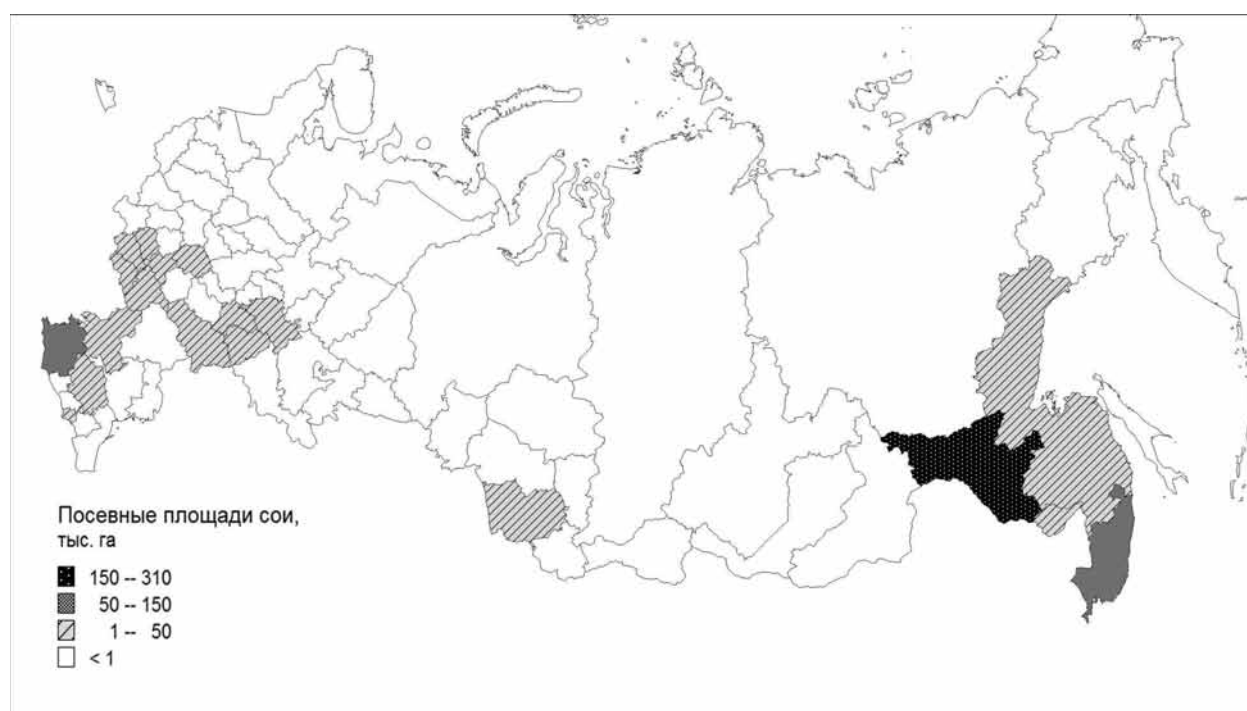 Посевные площади сои,
тыс. га
150 -- 310
50 -- 150
1 -- 50
< 1